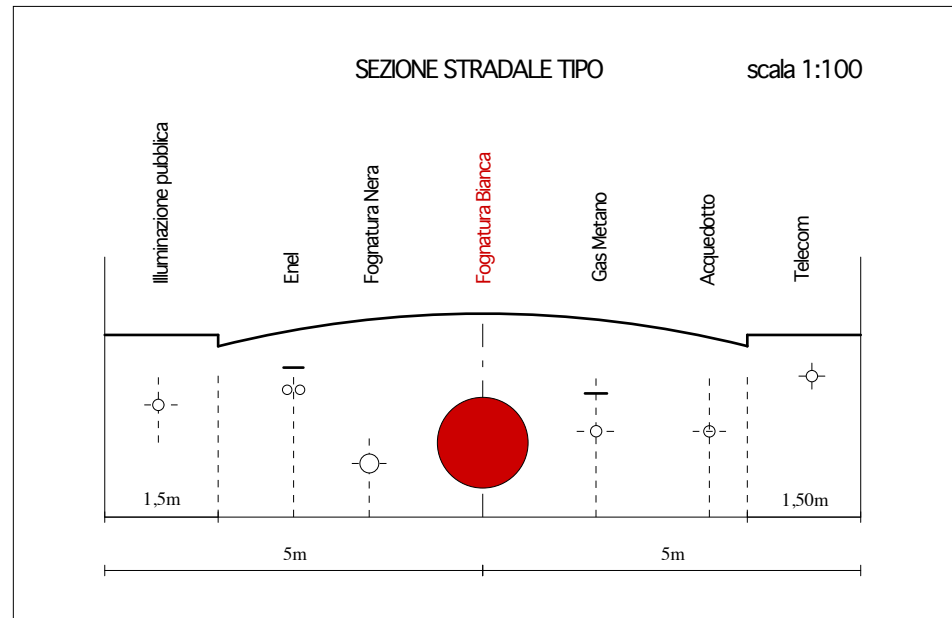 SEZIONE STRADALE TIPO
scala 1:100
Illuminazione pubblica
Enel
Fognatura Nera
Fognatura Bianca
Gas Metano
Acquedotto
Telecom
1,5m
1,50m
5m
5m